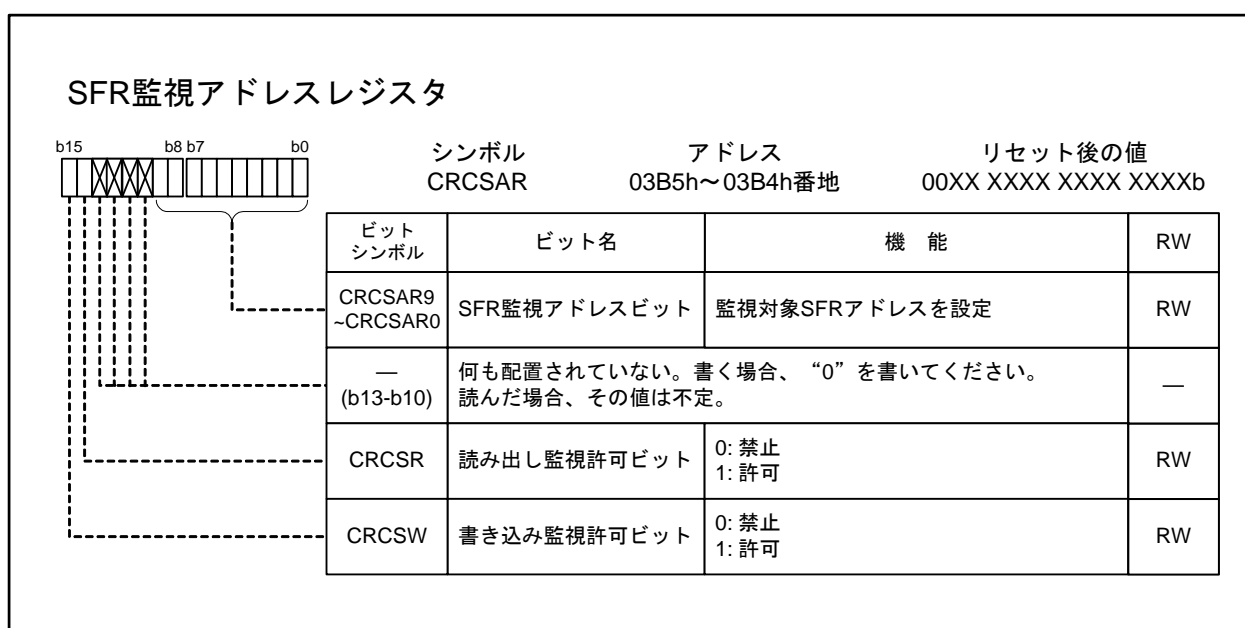 SFR監視アドレスレジスタ
b15 b8 b7 b0
シンボル アドレス リセット後の値
CRCSAR 03B5h～03B4h番地 00XX XXXX XXXX XXXXb
ビット
シンボル
ビット名
機 能
RW
CRCSAR9
~CRCSAR0
SFR監視アドレスビット
監視対象SFRアドレスを設定
RW
—
(b13-b10)
何も配置されていない。書く場合、“0”を書いてください。
読んだ場合、その値は不定。
—
CRCSR
読み出し監視許可ビット
0: 禁止
1: 許可
RW
CRCSW
書き込み監視許可ビット
0: 禁止
1: 許可
RW